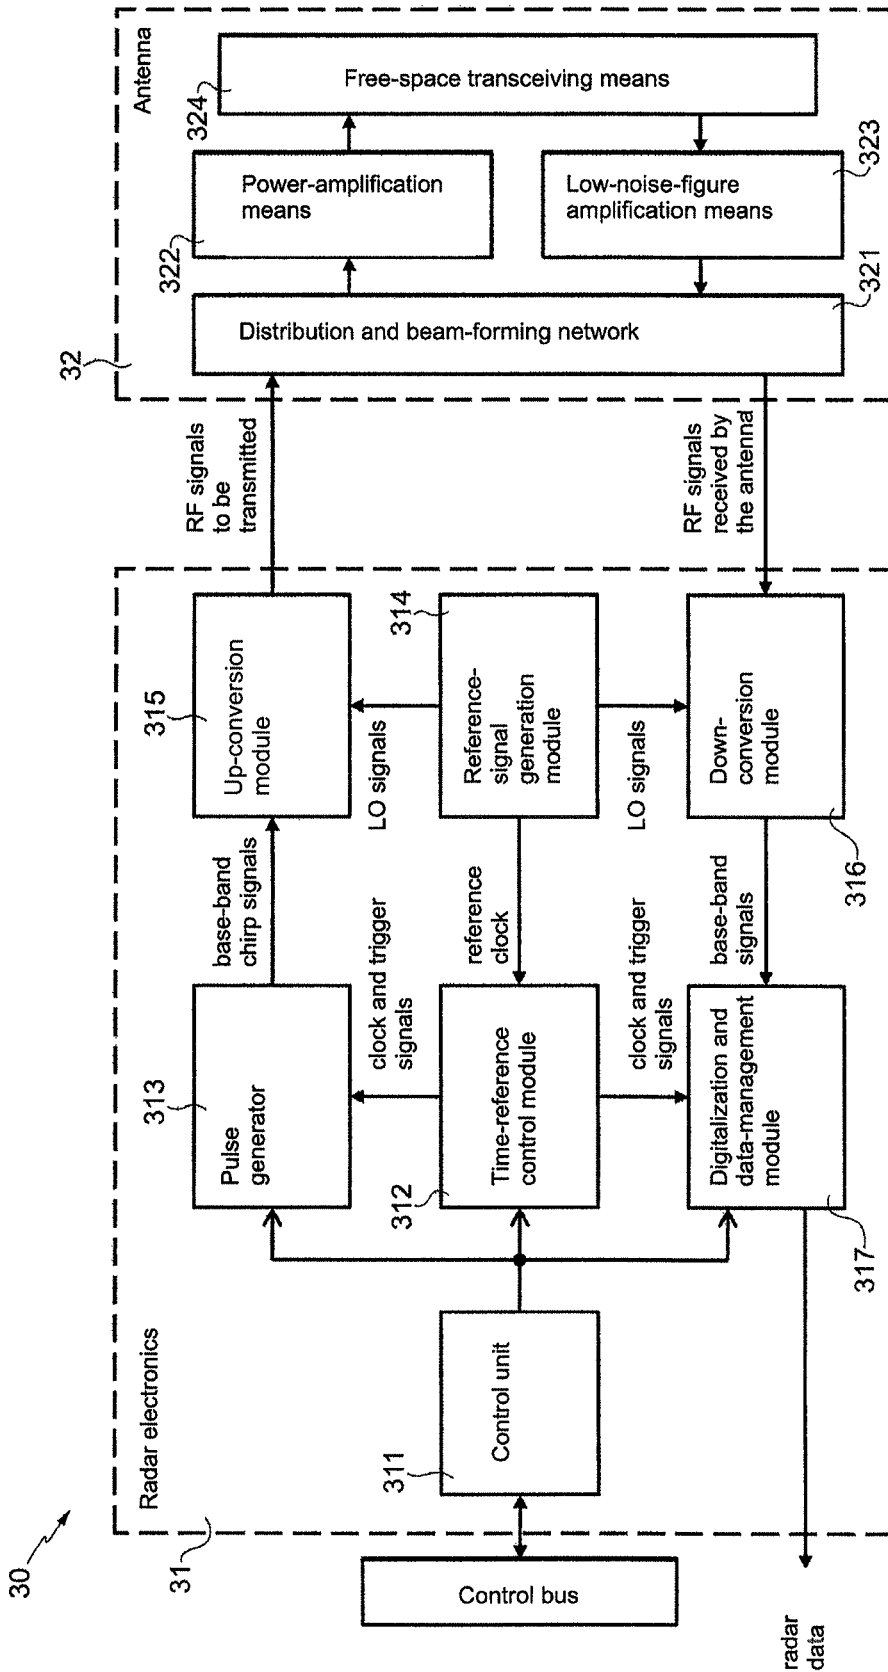 30
Radar electronics
31
Control bus
Control unit
311
Pulse
generator
313
Time-reference
control module
312
Digitalization and
data-management
module
317
radar
data
clock and trigger
signals
clock and trigger
signals
base-band
chirp signals
reference
clock
base-band
signals
Up-conversion
module
315
Reference-
signal
generation
module
314
Down-
conversion
module
316
LO signals
LO signals
RF signals
to be
transmitted
RF signals
received by
the antenna
Antenna
32
Distribution and beam-forming network
321
Power-amplification
means
322
Low-noise-figure
amplification means
323
Free-space transceiving means
324